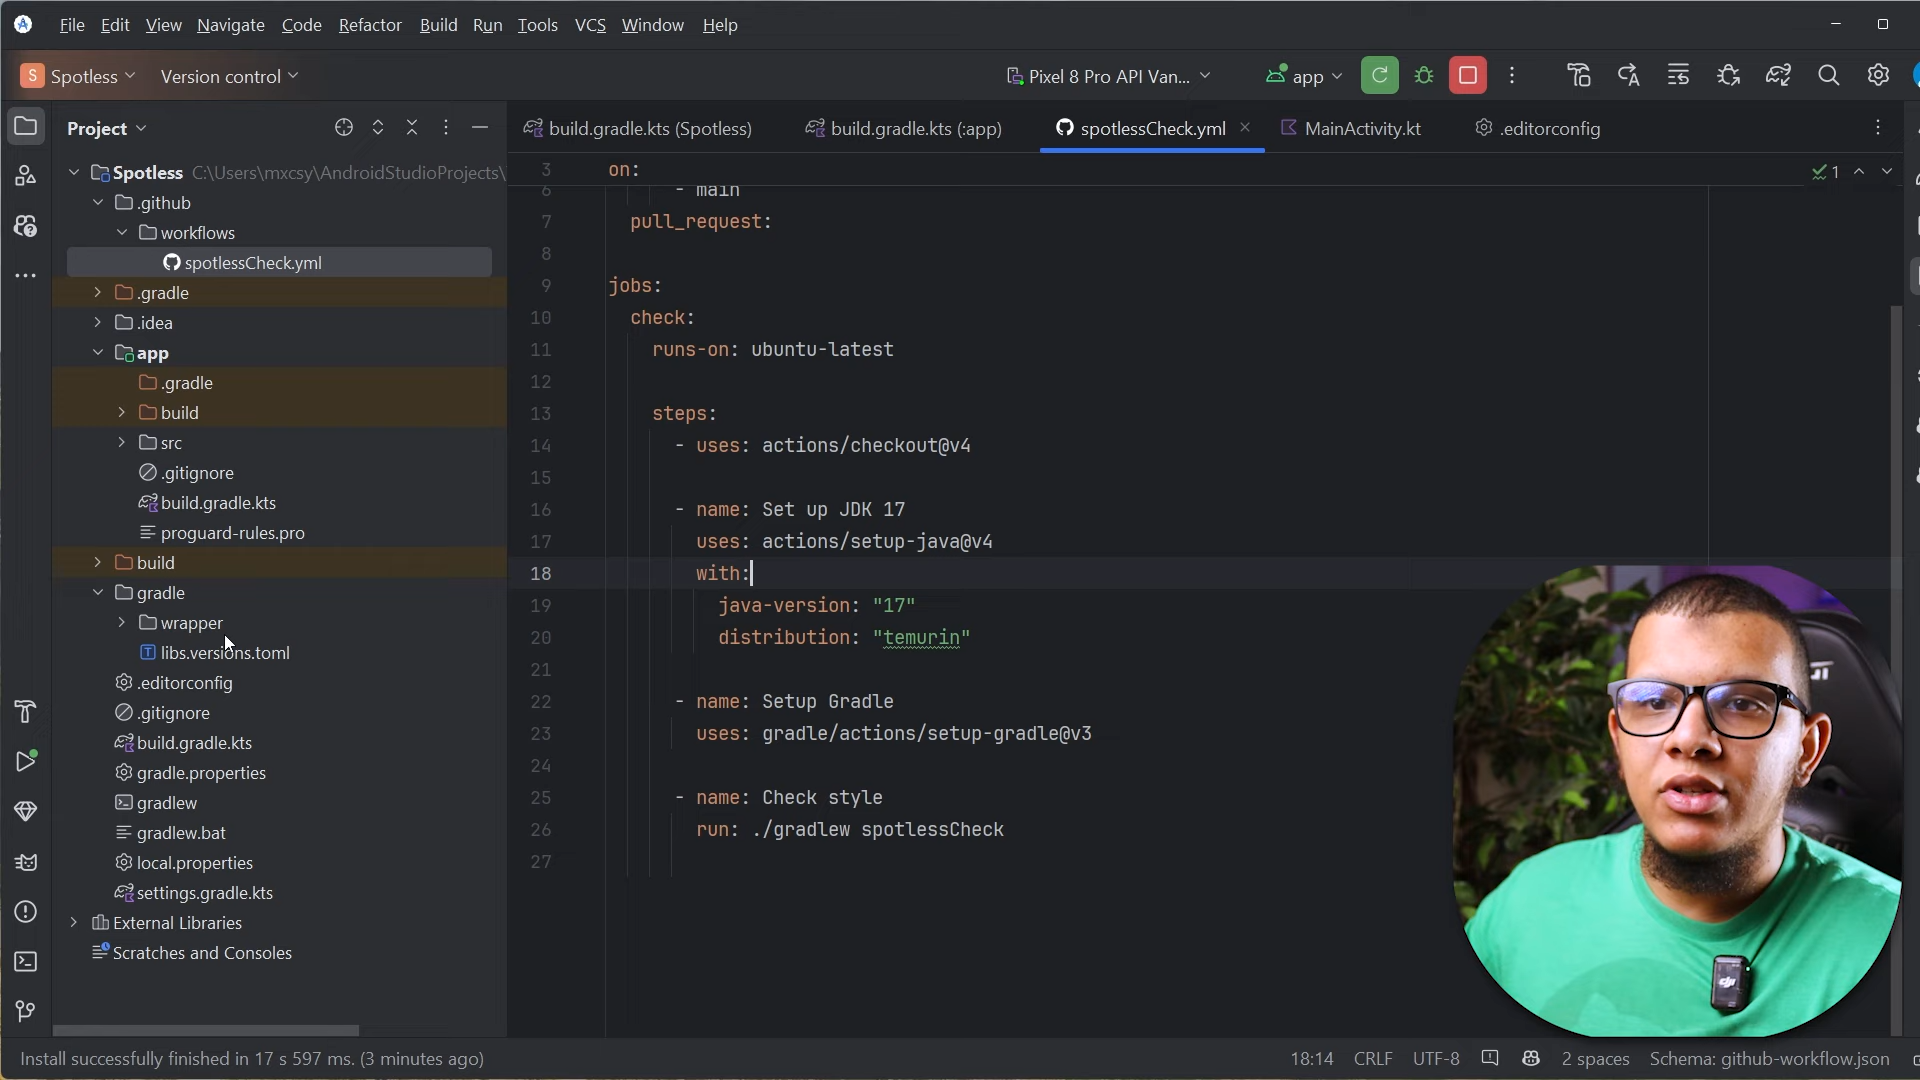 File Edit View Navigate Code Refactor Build Run Tools VCS Window Help
S Spotless Version control Pixel 8 Pro API Van... app
Project
build.gradle.kts (Spotless) build.gradle.kts (:app) spotlessCheck.yml MainActivity.kt .editorconfig
Spotless C:\Users\mxcsy\AndroidStudioProjects\
.github
workflows
spotlessCheck.yml
.gradle
.idea
app
.gradle
build
src
.gitignore
build.gradle.kts
proguard-rules.pro
build
gradle
wrapper
libs.versions.toml
.editorconfig
.gitignore
build.gradle.kts
gradle.properties
gradlew
gradlew.bat
local.properties
settings.gradle.kts
External Libraries
Scratches and Consoles
3 on:
1
6 - main
7 pull_request:
8
9 jobs:
10 check:
11 runs-on: ubuntu-latest
12
13 steps:
14 - uses: actions/checkout@v4
15
16 - name: Set up JDK 17
17 uses: actions/setup-java@v4
18 with:
19 java-version: "17"
20 distribution: "temurin"
21
22 - name: Setup Gradle
23 uses: gradle/actions/setup-gradle@v3
24
25 - name: Check style
26 run: ./gradlew spotlessCheck
27
dji
Install successfully finished in 17 s 597 ms. (3 minutes ago)
18:14 CRLF UTF-8 2 spaces Schema: github-workflow.json